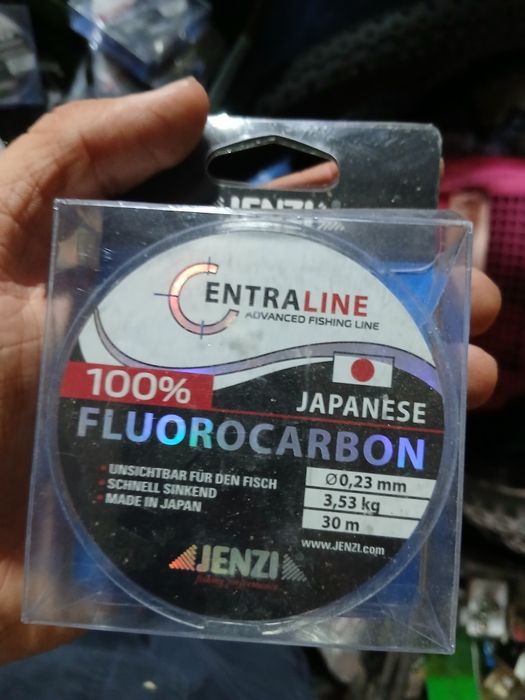 JENZI
CENTRALINE
ADVANCED FISHING LINE
100%
JAPANESE
FLUOROCARBON
• UNSICHTBAR FÜR DEN FISCH
• SCHNELL SINKEND
• MADE IN JAPAN
Ø0,23 mm
3,53 kg
30 m
www.JENZI.com
JENZI
fishing performance